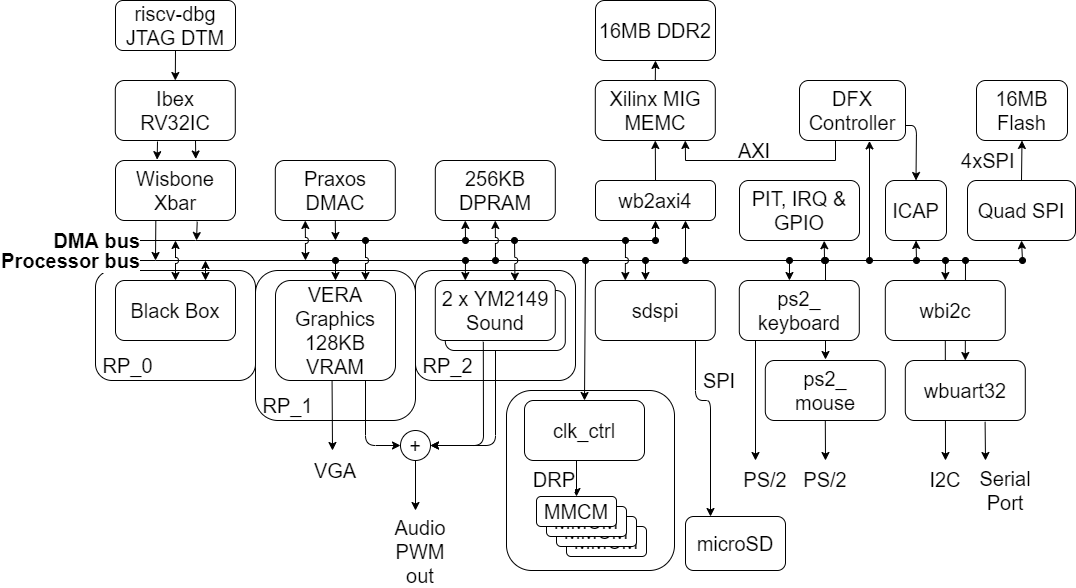 riscv-dbg
JTAG DTM
16MB DDR2
Ibex
RV32IC
Xilinx MIG
MEMC
DFX
Controller
16MB
Flash
AXI
4xSPI
Wisbone
Xbar
Praxos
DMAC
256KB
DPRAM
wb2axi4
PIT, IRQ &
GPIO
ICAP
Quad SPI
DMA bus
Processor bus
Black Box
RP_0
VERA
Graphics
128KB
VRAM
RP_1
2 x YM2149
Sound
RP_2
sdspi
ps2_
keyboard
wbi2c
SPI
ps2_
mouse
wbuart32
clk_ctrl
+
VGA
DRP
PS/2
PS/2
I2C
Serial
Port
MMCM
MMCM
MMCM
MMCM
Audio
PWM
out
microSD